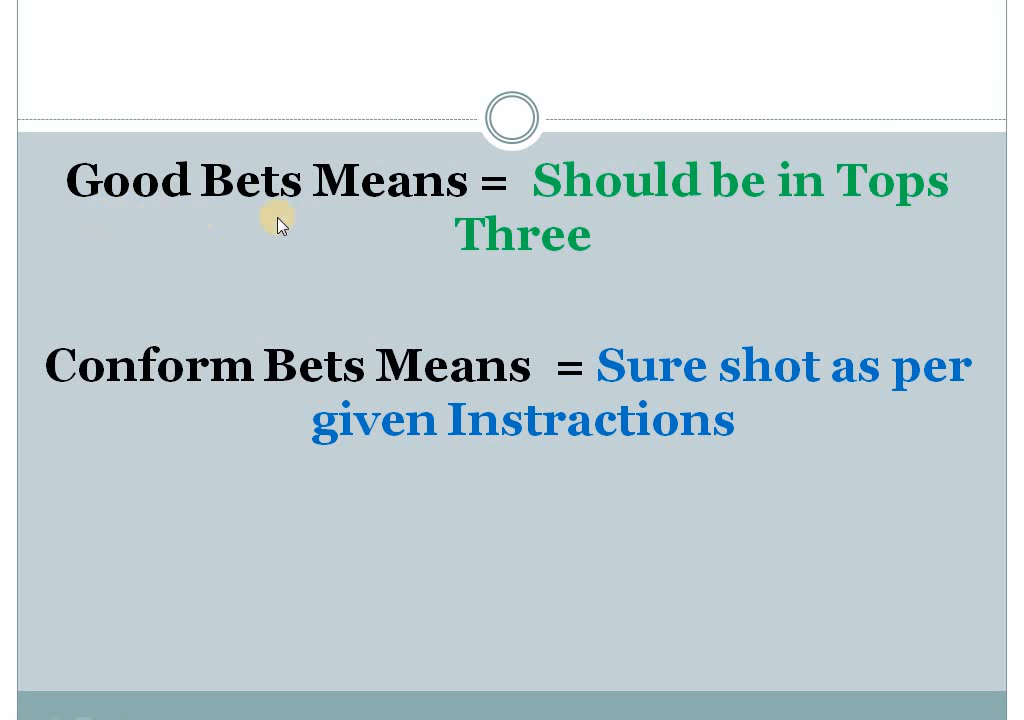 Good Bets Means = Should be in Tops
Three
Conform Bets Means = Sure shot as per
given Instractions